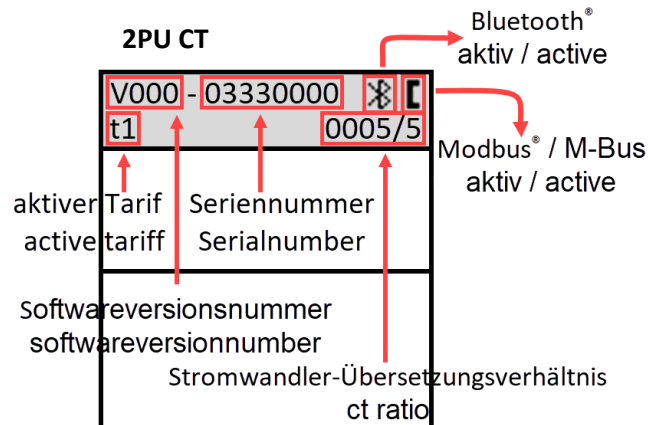 2PU CT
Bluetooth®
aktiv / active
V000 - 03330000
t1 0005/5
Modbus® / M-Bus
aktiv / active
aktiver Tarif
active tariff
Seriennummer
Serialnumber
Softwareversionsnummer
softwareversionnumber
Stromwandler-Übersetzungsverhältnis
ct ratio